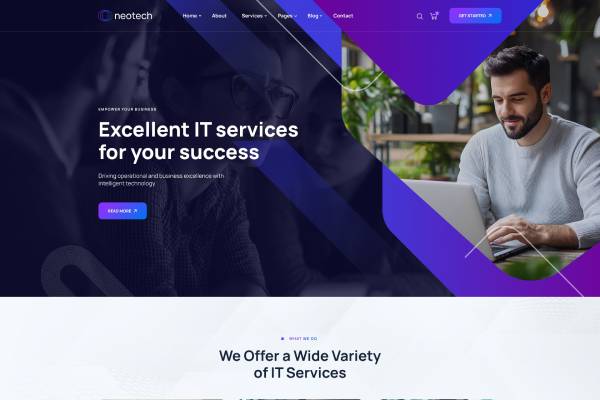 neotech
Home
About
Services
Pages
Blog
Contact
GET STARTED
EMPOWER YOUR BUSINESS
Excellent IT services
for your success
Driving operational and business excellence with
intelligent technology
READ MORE
WHAT WE DO
We Offer a Wide Variety
of IT Services